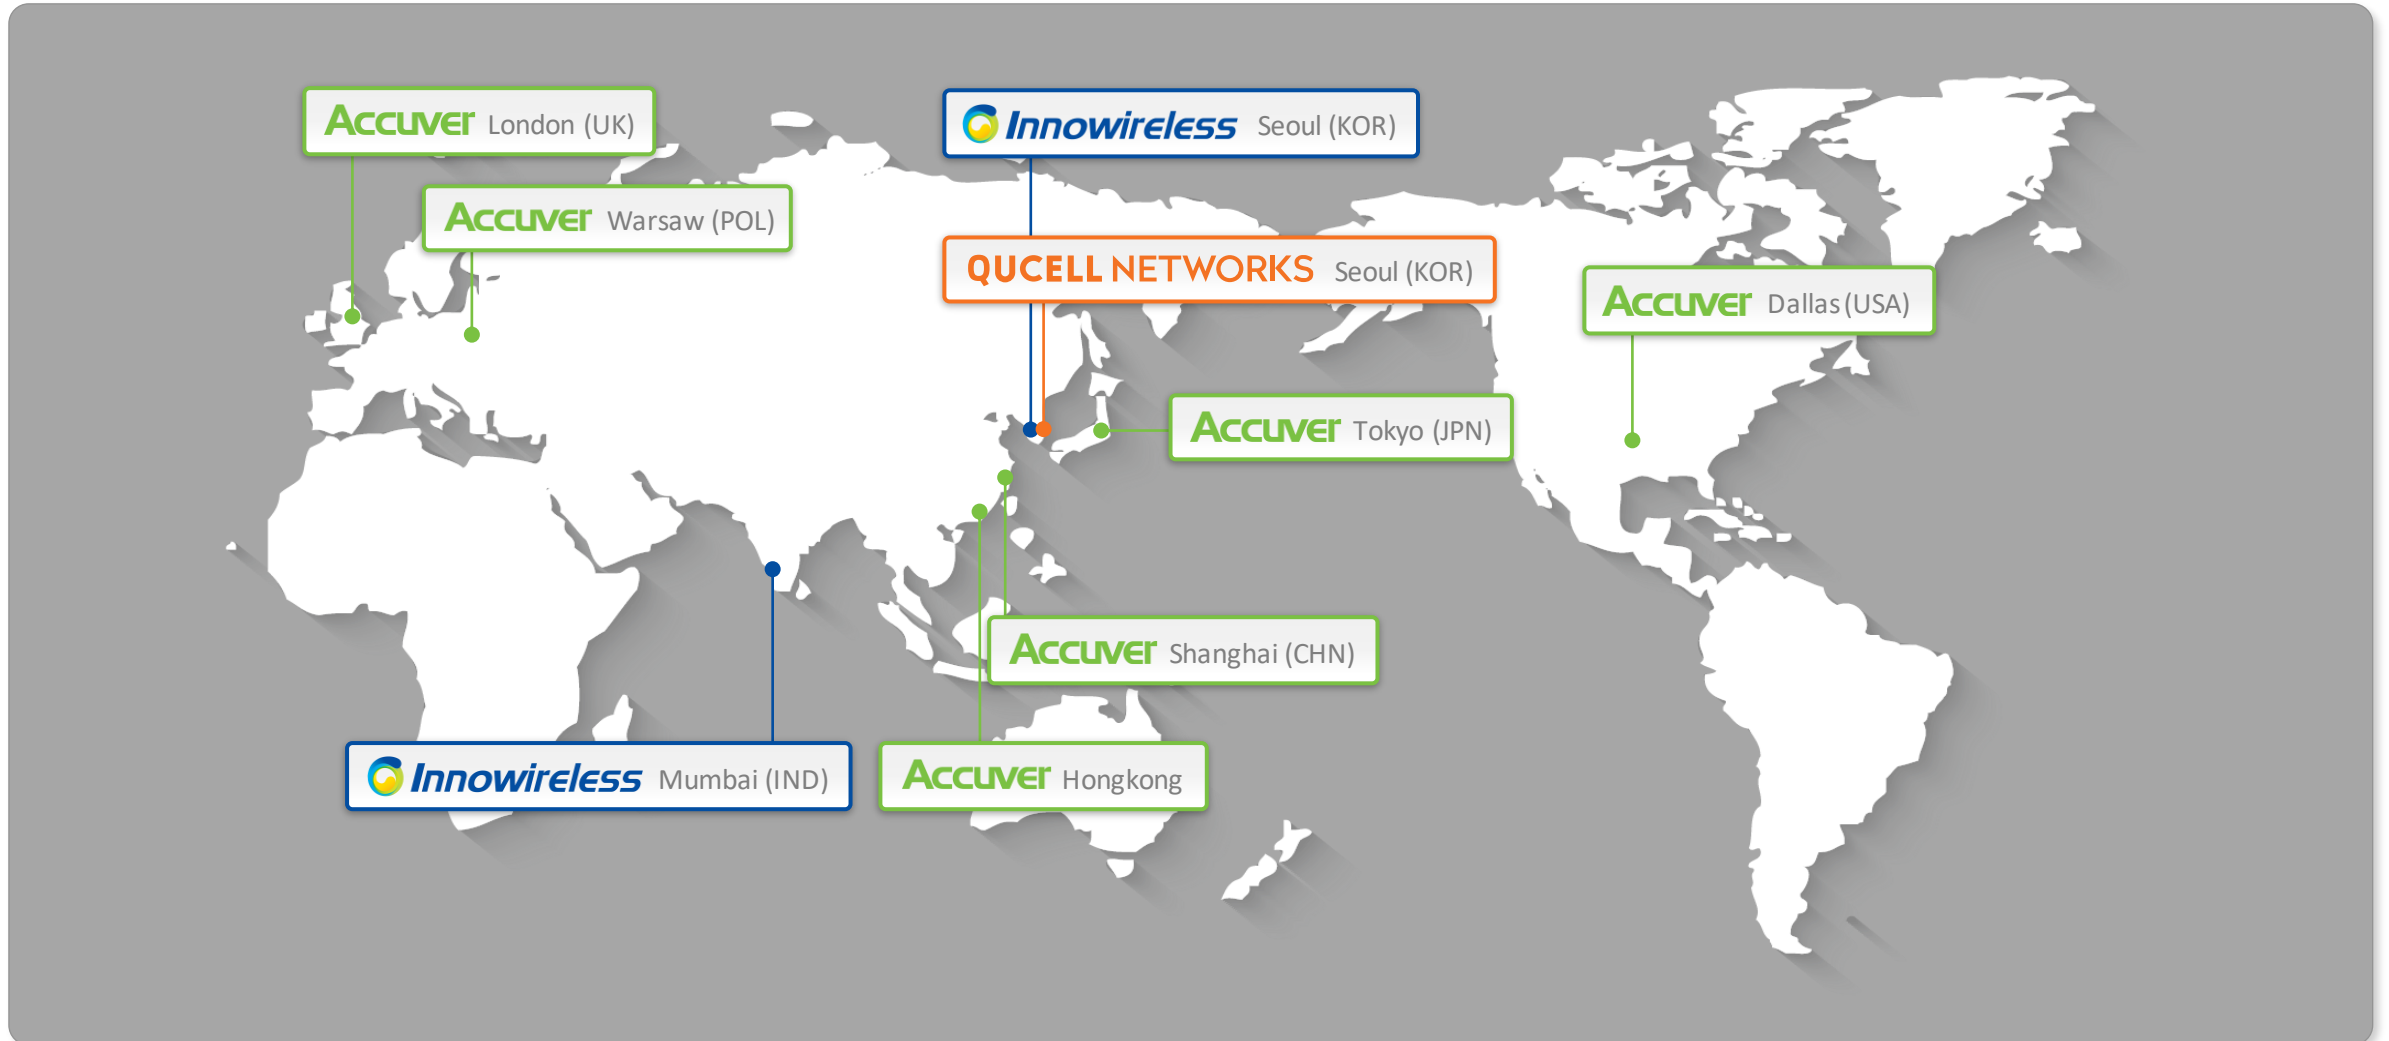 Accuver London (UK)
Innowireless Seoul (KOR)
Accuver Warsaw (POL)
QUCELL NETWORKS Seoul (KOR)
Accuver Dallas (USA)
Accuver Tokyo (JPN)
Accuver Shanghai (CHN)
Innowireless Mumbai (IND)
Accuver Hongkong